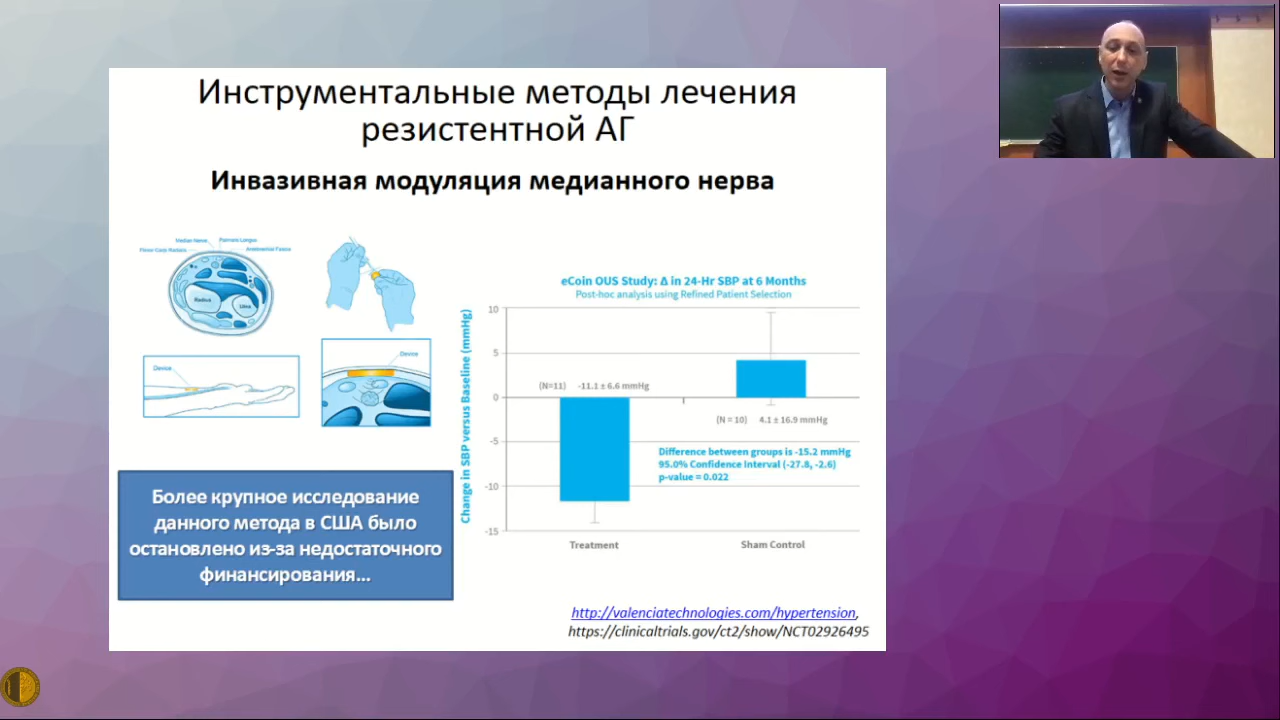 Инструментальные методы лечения
резистентной АГ
Инвазивная модуляция медианного нерва
Median Nerve
Palmaris Longus
Flexor Carpi Radialis
Antebrachial Fascia
Radius
Ulna
Device
Device
Более крупное исследование
данного метода в США было
остановлено из-за недостаточного
финансирования...
eCoin OUS Study: Δ in 24-Hr SBP at 6 Months
Post-hoc analysis using Refined Patient Selection
Change in SBP versus Baseline (mmHg)
10
5
0
-5
-10
-15
(N=11) -11.1 ± 6.6 mmHg
(N = 10) 4.1 ± 16.9 mmHg
Difference between groups is -15.2 mmHg
95.0% Confidence Interval (-27.8, -2.6)
p-value = 0.022
Treatment
Sham Control
http://valenciatechnologies.com/hypertension,
https://clinicaltrials.gov/ct2/show/NCT02926495